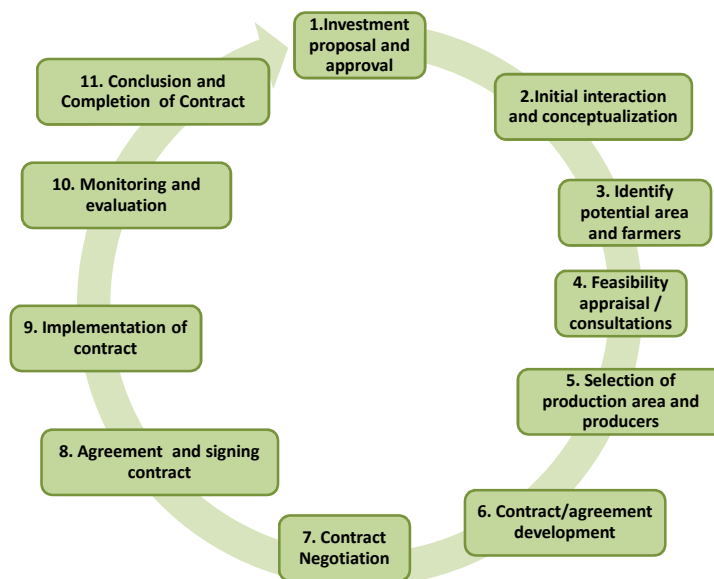 1.Investment
proposal and
approval
2.Initial interaction
and conceptualization
3. Identify
potential area
and farmers
4. Feasibility
appraisal /
consultations
5. Selection of
production area and
producers
6. Contract/agreement
development
7. Contract
Negotiation
8. Agreement and signing
contract
9. Implementation of
contract
10. Monitoring and
evaluation
11. Conclusion and
Completion of Contract